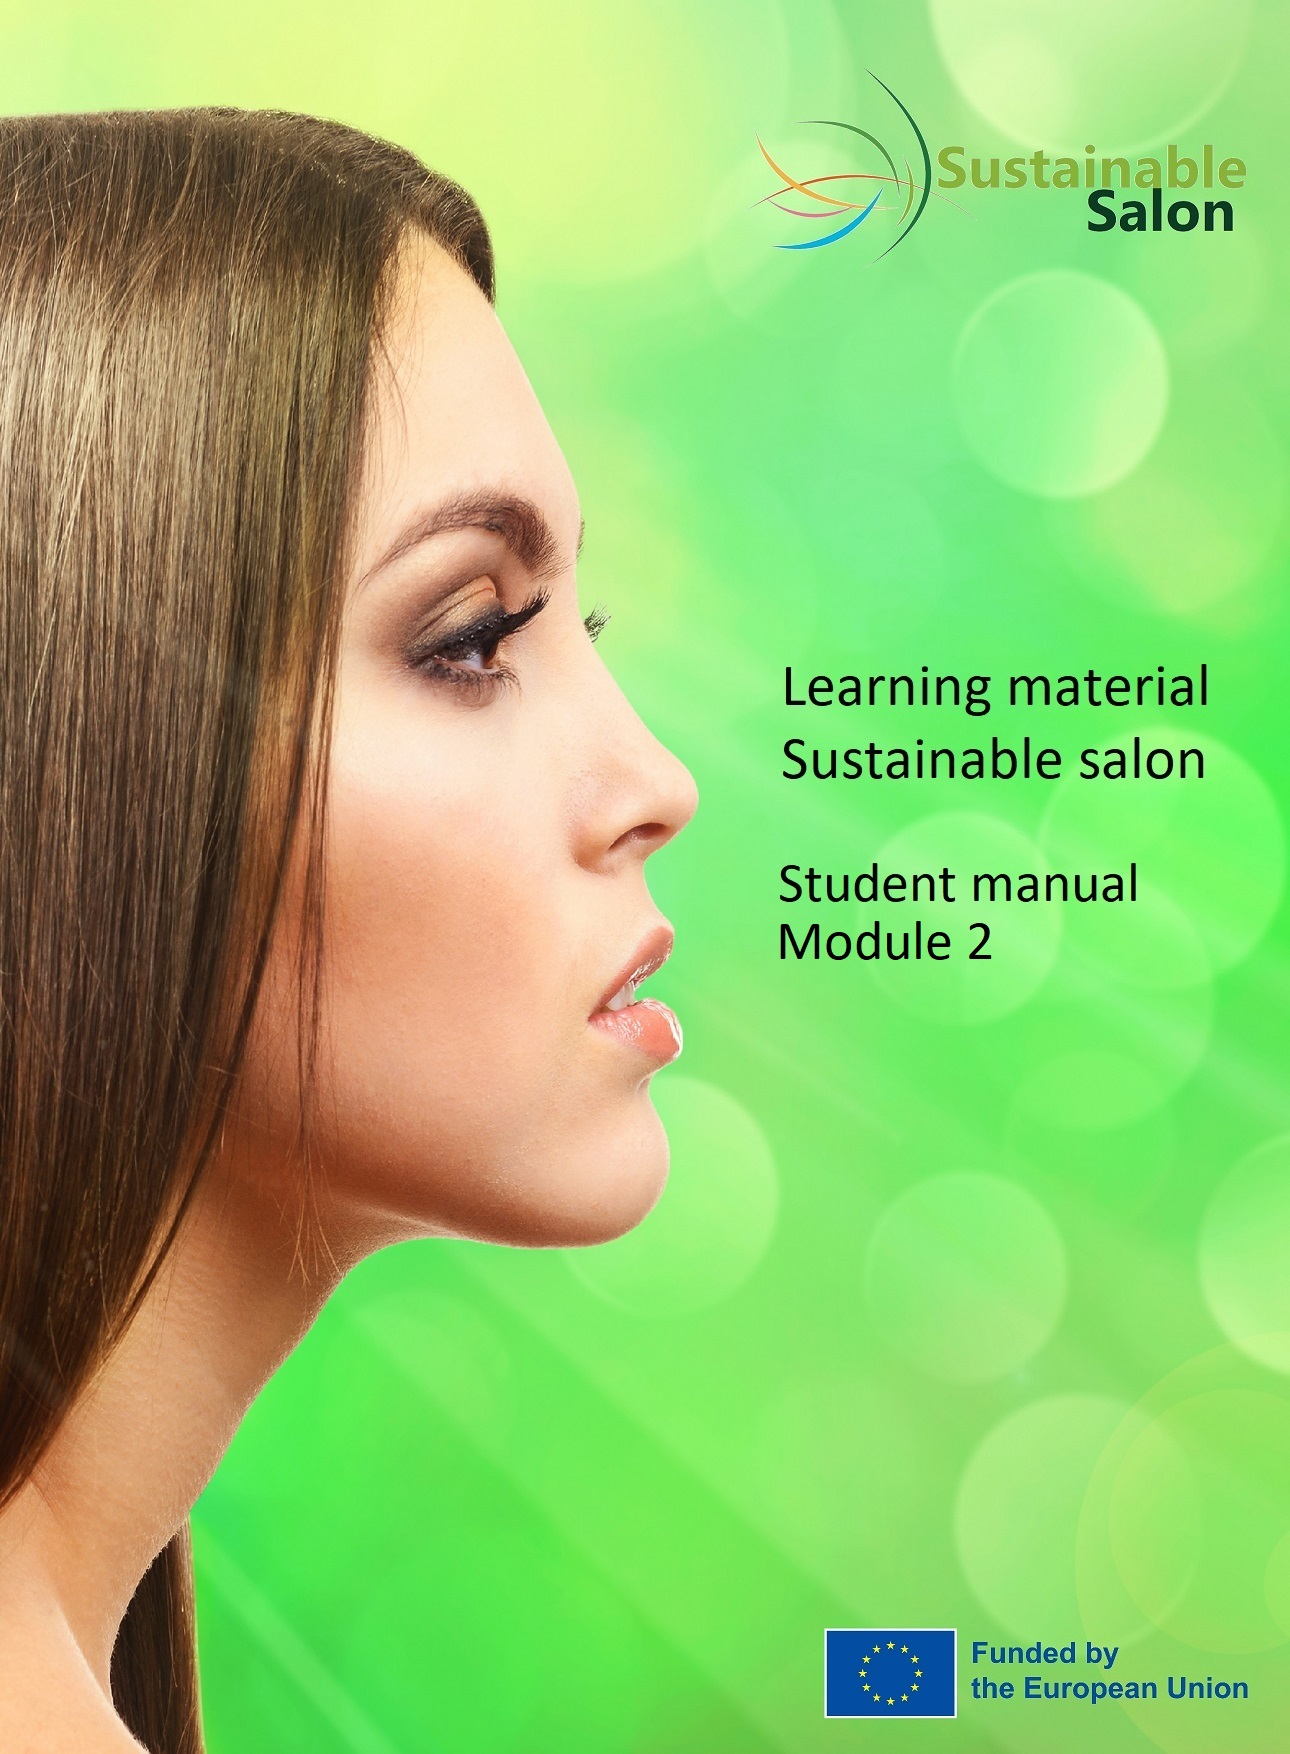 Sustainable
Salon
Learning material
Sustainable salon
Student manual
Module 2
Funded by
the European Union